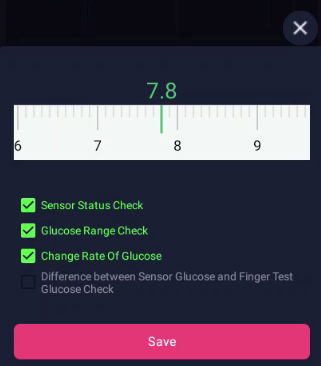 7.8
6 7 8 9
Sensor Status Check
Glucose Range Check
Change Rate Of Glucose
Difference between Sensor Glucose and Finger Test
Glucose Check
Save